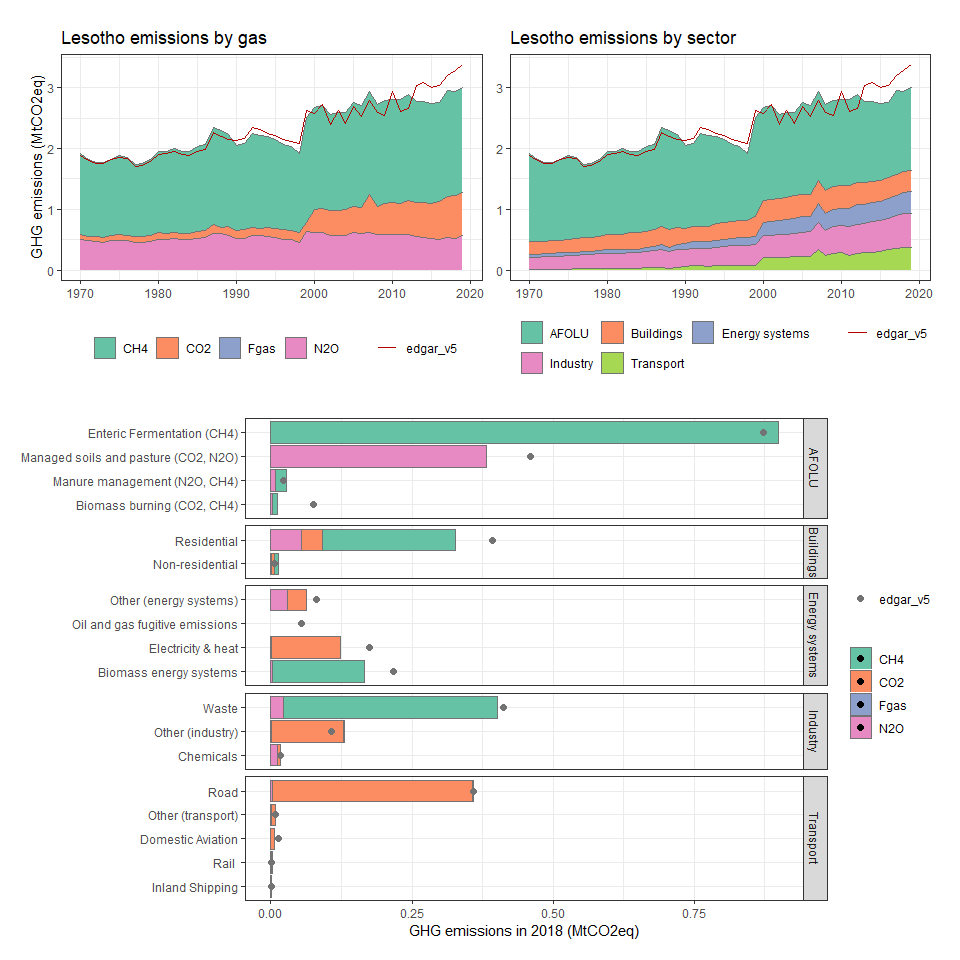 Lesotho emissions by gas
GHG emissions (MtCO2eq)
3
2
1
0
1970 1980 1990 2000 2010 2020
CH4 CO2 Fgas N2O edgar_v5
Lesotho emissions by sector
3
2
1
0
1970 1980 1990 2000 2010 2020
AFOLU Buildings Energy systems edgar_v5
Industry Transport
Enteric Fermentation (CH4)
Managed soils and pasture (CO2, N2O)
Manure management (N2O, CH4)
Biomass burning (CO2, CH4)
AFOLU
Residential
Non-residential
Buildings
Other (energy systems)
Oil and gas fugitive emissions
Electricity & heat
Biomass energy systems
Energy systems
Waste
Other (industry)
Chemicals
Industry
Road
Other (transport)
Domestic Aviation
Rail
Inland Shipping
Transport
0.00 0.25 0.50 0.75
GHG emissions in 2018 (MtCO2eq)
edgar_v5
CH4
CO2
Fgas
N2O